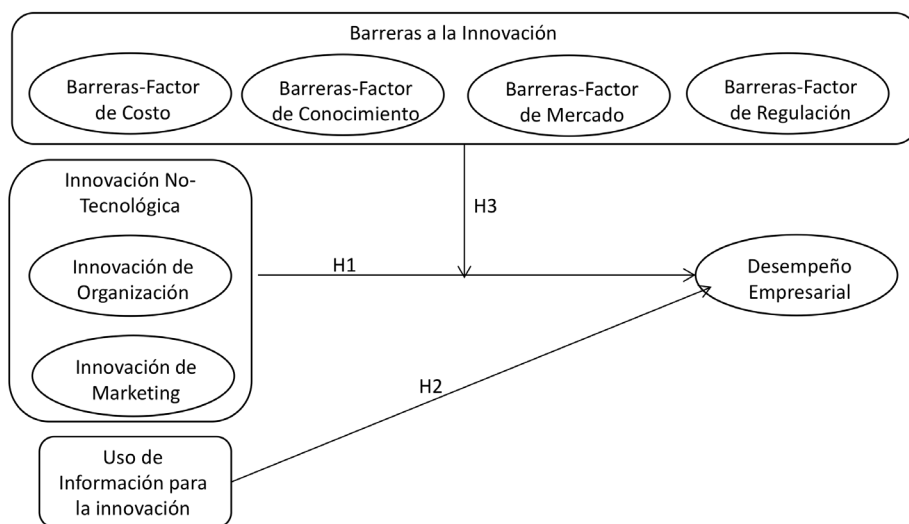 Barreras a la Innovación
Barreras-Factor
de Costo
Barreras-Factor
de Conocimiento
Barreras-Factor
de Mercado
Barreras-Factor
de Regulación
Innovación No-
Tecnológica
H3
Innovación de
Organización
H1
Desempeño
Empresarial
Innovación de
Marketing
H2
Uso de
Información para
la innovación